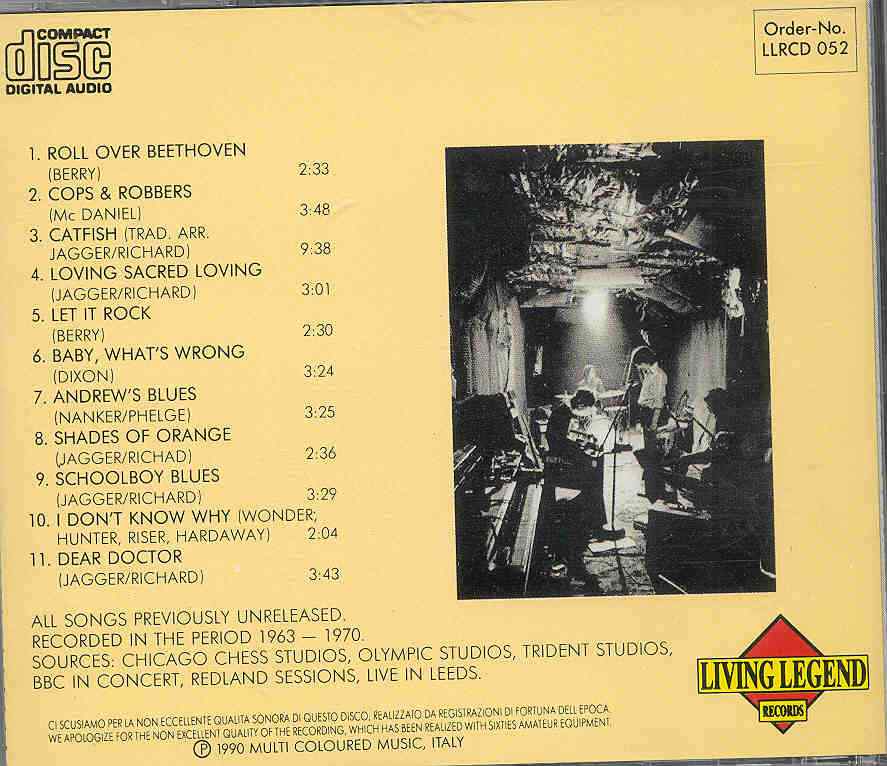 COMPACT
disc
DIGITAL AUDIO
Order-No.
LLRCD 052
1. ROLL OVER BEETHOVEN
(BERRY) 2:33
2. COPS & ROBBERS
(Mc DANIEL) 3:48
3. CATFISH (TRAD. ARR.
JAGGER/RICHARD) 9:38
4. LOVING SACRED LOVING
(JAGGER/RICHARD) 3:01
5. LET IT ROCK
(BERRY) 2:30
6. BABY, WHAT'S WRONG
(DIXON) 3:24
7. ANDREW'S BLUES
(NANKER/PHELGE) 3:25
8. SHADES OF ORANGE
(JAGGER/RICHAD) 2:36
9. SCHOOLBOY BLUES
(JAGGER/RICHARD) 3:29
10. I DON'T KNOW WHY (WONDER;
HUNTER, RISER, HARDAWAY) 2:04
11. DEAR DOCTOR
(JAGGER/RICHARD) 3:43
ALL SONGS PREVIOUSLY UNRELEASED.
RECORDED IN THE PERIOD 1963 – 1970.
SOURCES: CHICAGO CHESS STUDIOS, OLYMPIC STUDIOS, TRIDENT STUDIOS,
BBC IN CONCERT, REDLAND SESSIONS, LIVE IN LEEDS.
LIVING LEGEND
RECORDS
CI SCUSIAMO PER LA NON ECCELLENTE QUALITA SONORA DI QUESTO DISCO, REALIZZATO DA REGISTRAZIONI DI FORTUNA DELL EPOCA.
WE APOLOGIZE FOR THE NON EXCELLENT QUALITY OF THE RECORDING, WHICH HAS BEEN REALIZED WITH SIXTIES AMATEUR EQUIPMENT.
Ⓟ 1990 MULTI COLOURED MUSIC, ITALY